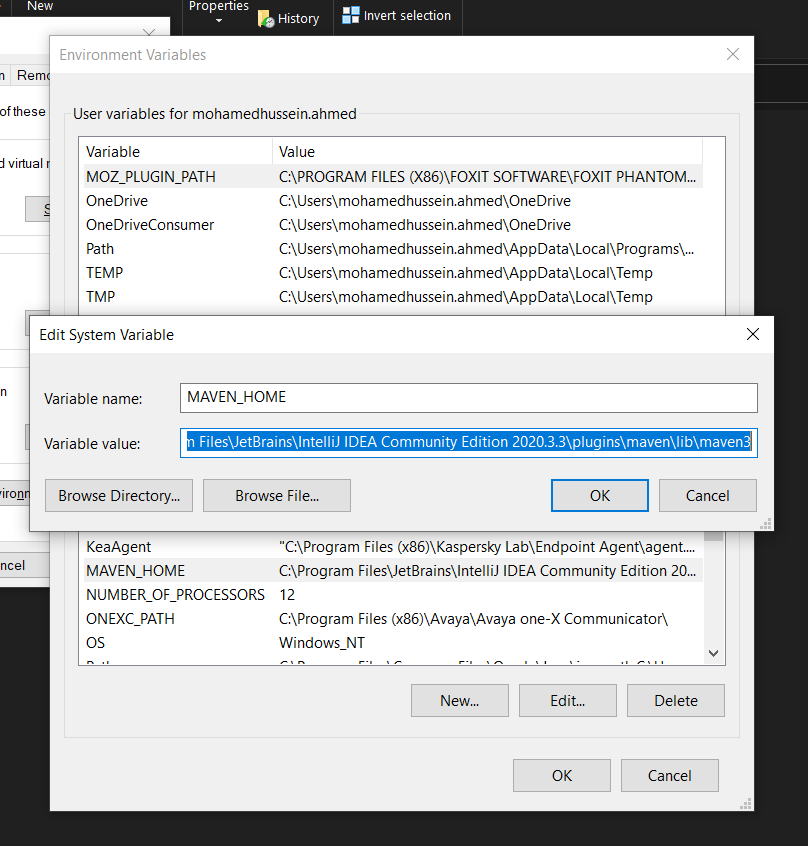 New
Properties
History
Invert selection
Environment Variables
Remo
of these
d virtual
User variables for mohamedhussein.ahmed
Variable Value
MOZ_PLUGIN_PATH C:\PROGRAM FILES (X86)\FOXIT SOFTWARE\FOXIT PHANTOM...
OneDrive C:\Users\mohamedhussein.ahmed\OneDrive
OneDriveConsumer C:\Users\mohamedhussein.ahmed\OneDrive
Path C:\Users\mohamedhussein.ahmed\AppData\Local\Programs\...
TEMP C:\Users\mohamedhussein.ahmed\AppData\Local\Temp
TMP C:\Users\mohamedhussein.ahmed\AppData\Local\Temp
Edit System Variable
Variable name: MAVEN_HOME
Variable value: m Files\JetBrains\IntelliJ IDEA Community Edition 2020.3.3\plugins\maven\lib\maven3
Browse Directory... Browse File... OK Cancel
viron
ncel
KeaAgent "C:\Program Files (x86)\Kaspersky Lab\Endpoint Agent\agent....
MAVEN_HOME C:\Program Files\JetBrains\IntelliJ IDEA Community Edition 20...
NUMBER_OF_PROCESSORS 12
ONEXC_PATH C:\Program Files (x86)\Avaya\Avaya one-X Communicator\
OS Windows_NT
New... Edit... Delete
OK Cancel